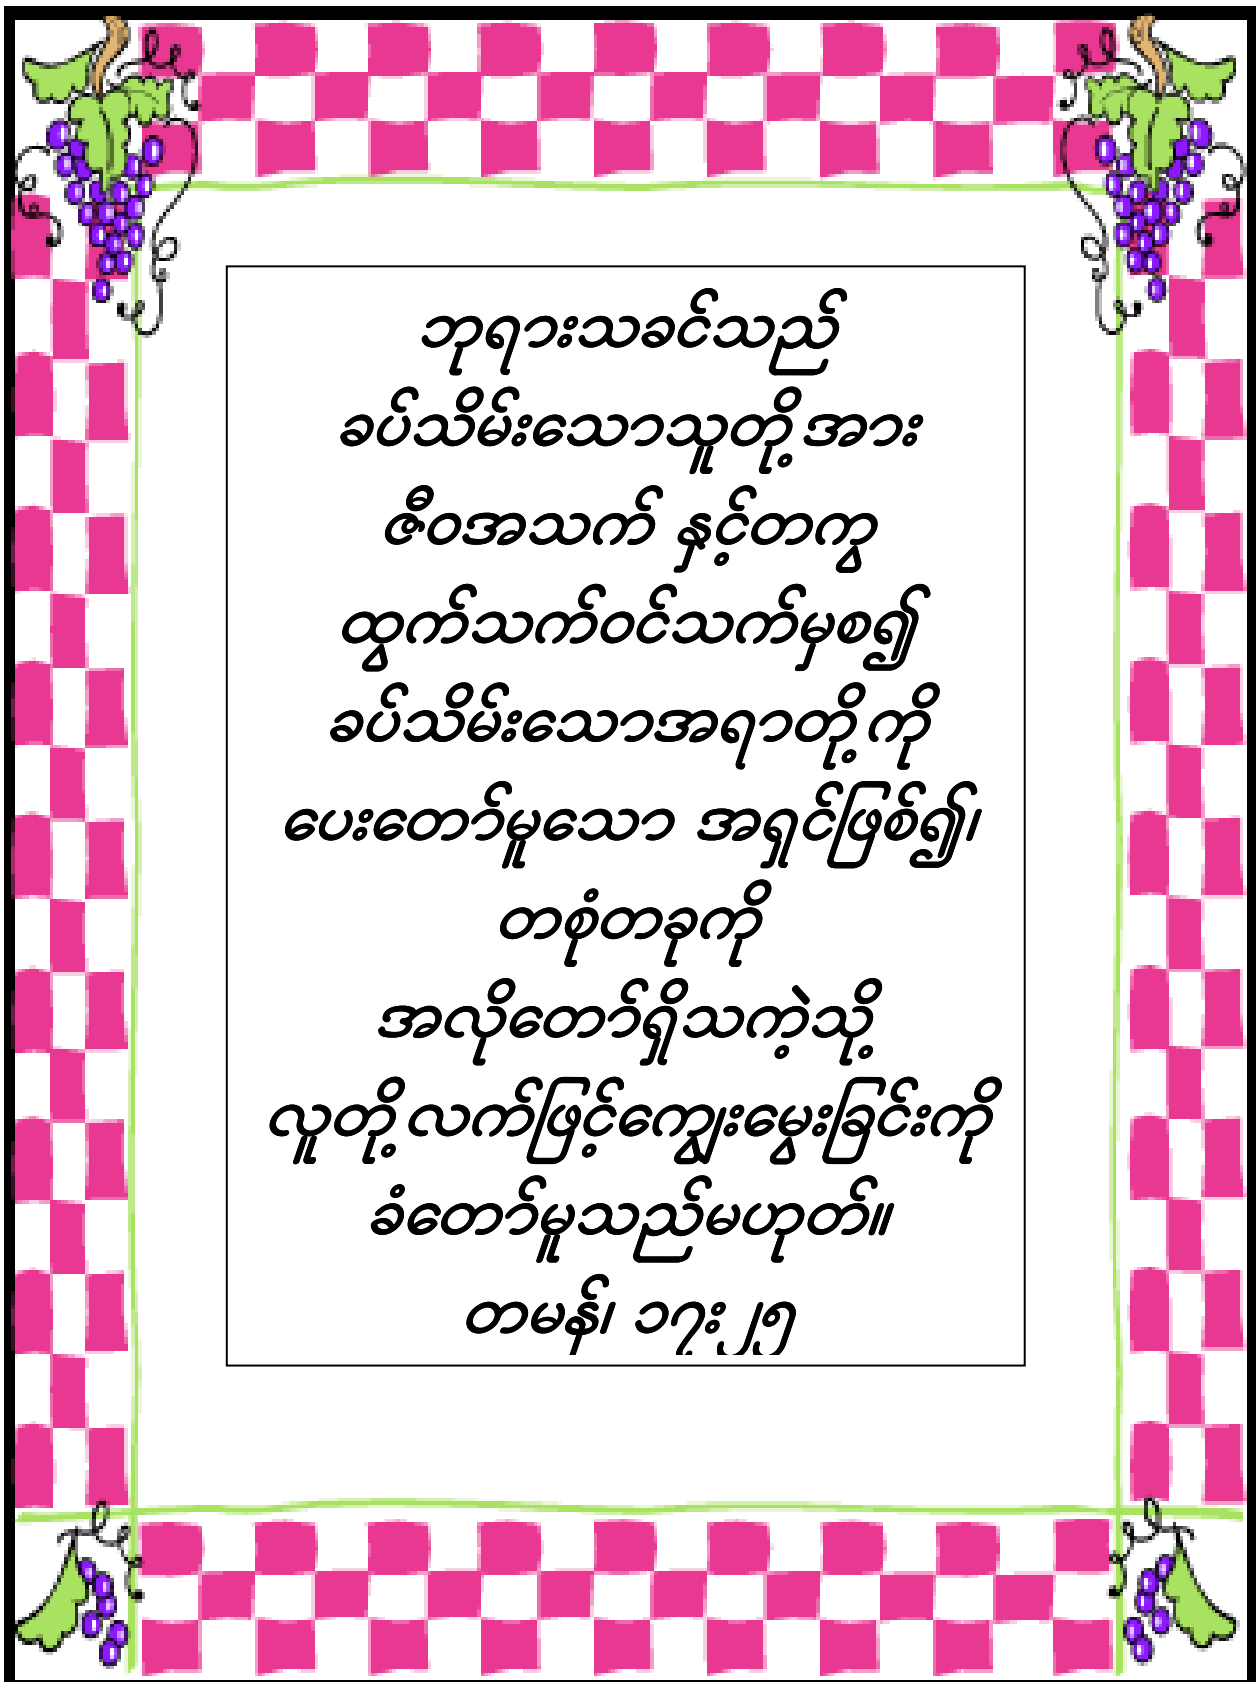 ဘုရားသခင်သည်
ခပ်သိမ်းသောသူတို့အား
ဇီဝအသက် နှင့်တကွ
ထွက်သက်ဝင်သက်မှစ၍
ခပ်သိမ်းသောအရာတို့ကို
ပေးတော်မူသော အရှင်ဖြစ်၍၊
တစုံတခုကို
အလိုတော်ရှိသကဲ့သို့
လူတို့လက်ဖြင့်ကျွေးမွေးခြင်းကို
ခံတော်မူသည်မဟုတ်။
တမန်၊ ၁၇း၂၅